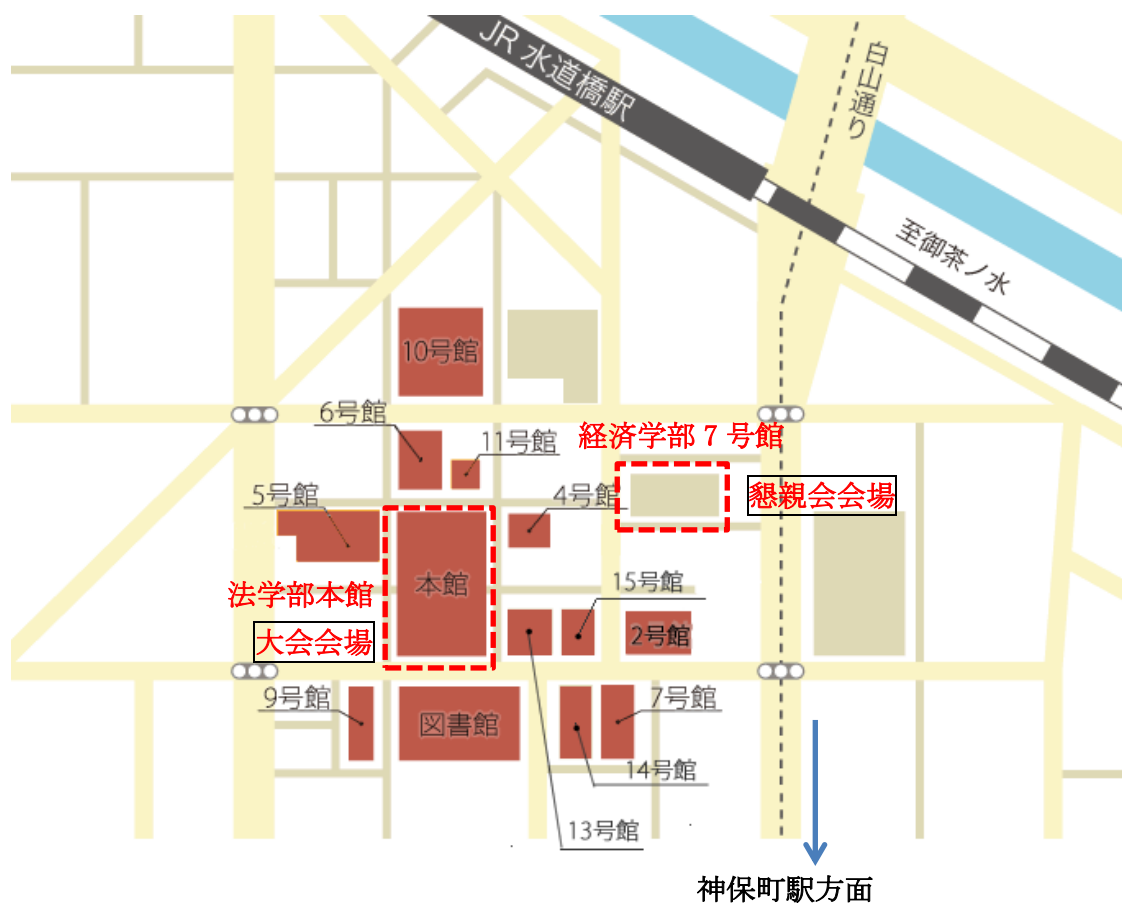 JR 水道橋駅
白山通り
至御茶ノ水
10号館
6号館
11号館
経済学部７号館
5号館
4号館
懇親会会場
本館
15号館
法学部本館
大会会場
2号館
9号館
図書館
7号館
14号館
13号館
神保町駅方面